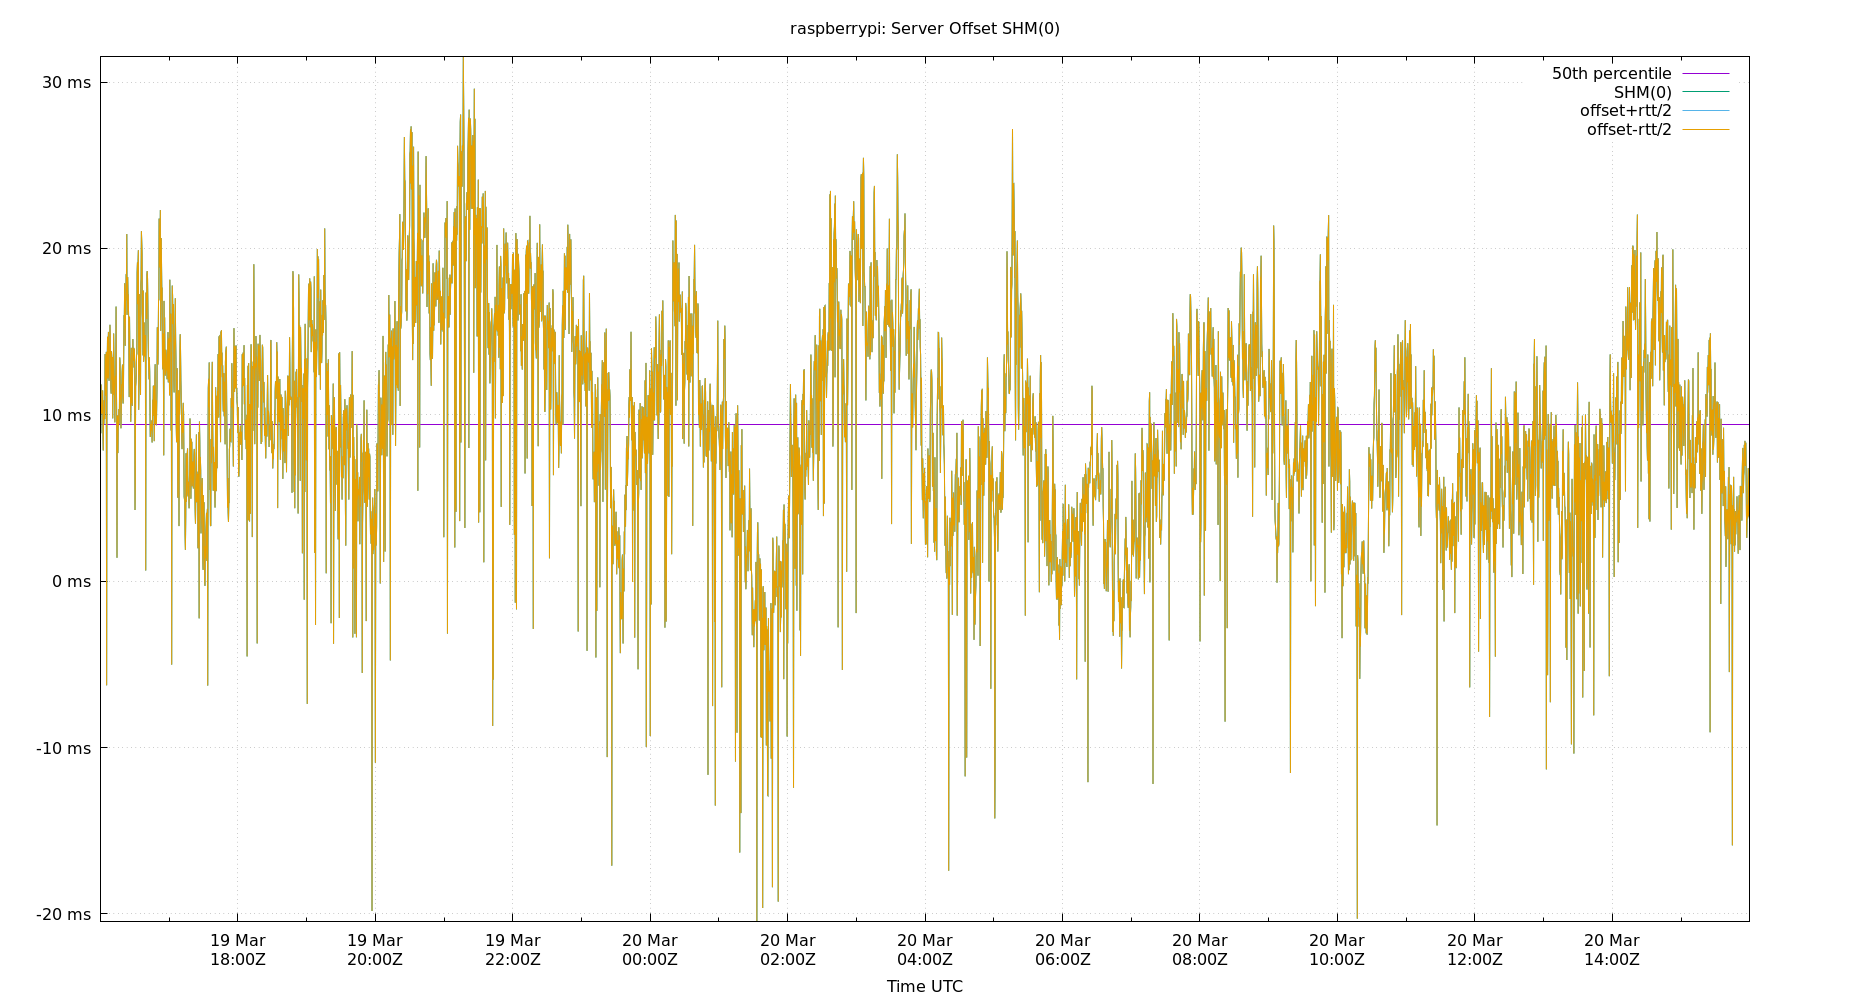 raspberrypi: Server Offset SHM(0)
30 ms
20 ms
10 ms
0 ms
-10 ms
-20 ms
50th percentile
SHM(0)
offset+rtt/2
offset-rtt/2
19 Mar
18:00Z
19 Mar
20:00Z
19 Mar
22:00Z
20 Mar
00:00Z
20 Mar
02:00Z
20 Mar
04:00Z
20 Mar
06:00Z
20 Mar
08:00Z
20 Mar
10:00Z
20 Mar
12:00Z
20 Mar
14:00Z
Time UTC